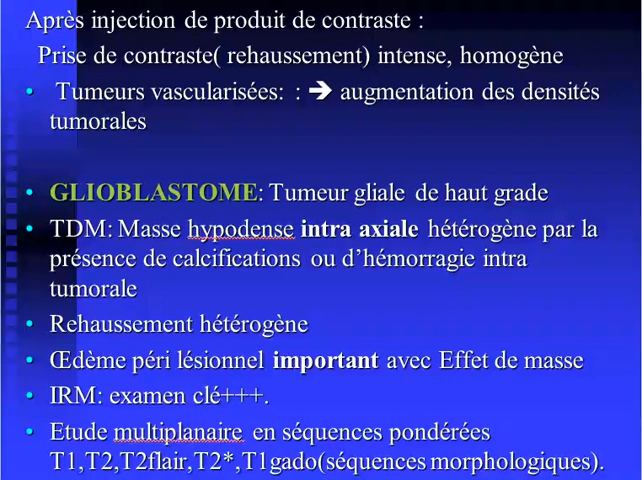 Après injection de produit de contraste :
Prise de contraste( rehaussement) intense, homogène
• Tumeurs vascularisées: : ➔ augmentation des densités
tumorales
• GLIOBLASTOME: Tumeur gliale de haut grade
• TDM: Masse hypodense intra axiale hétérogène par la
présence de calcifications ou d’hémorragie intra
tumorale
• Rehaussement hétérogène
• Œdème péri lésionnel important avec Effet de masse
• IRM: examen clé+++.
• Etude multiplanaire en séquences pondérées
T1,T2,T2flair,T2*,T1gado(séquences morphologiques).